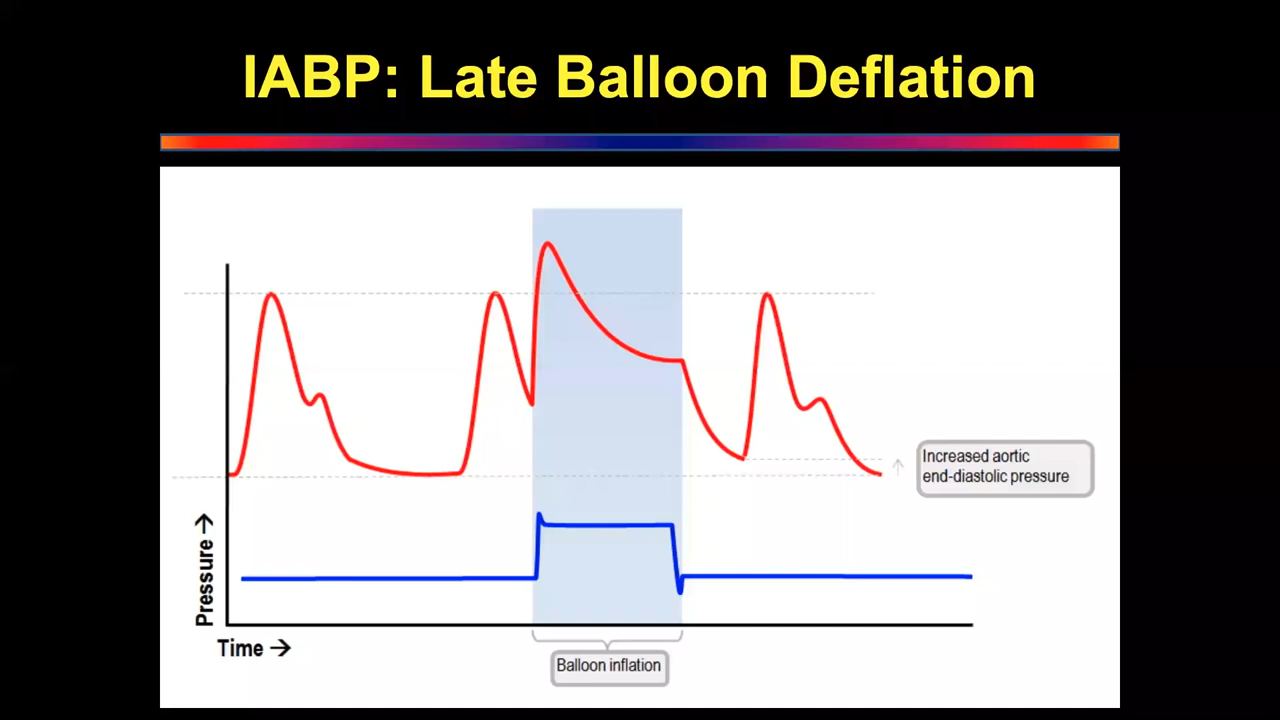 IABP: Late Balloon Deflation
Increased aortic
end-diastolic pressure
Pressure →
Time →
Balloon inflation